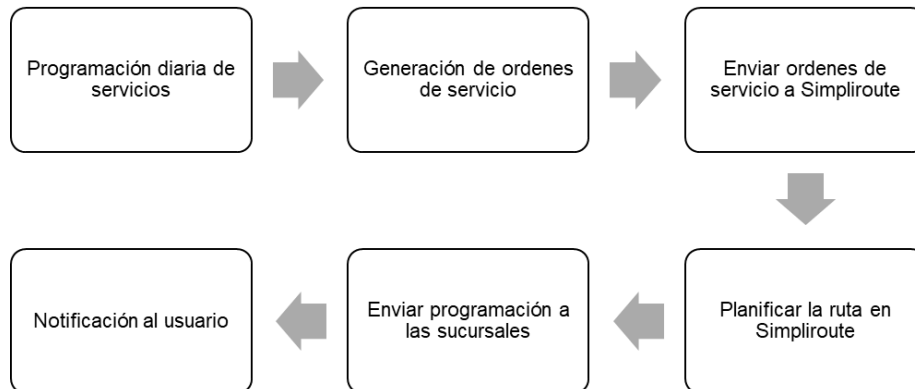 Programación diaria de
servicios
Generación de ordenes
de servicio
Enviar ordenes de
servicio a Simpliroute
Planificar la ruta en
Simpliroute
Enviar programación a
las sucursales
Notificación al usuario